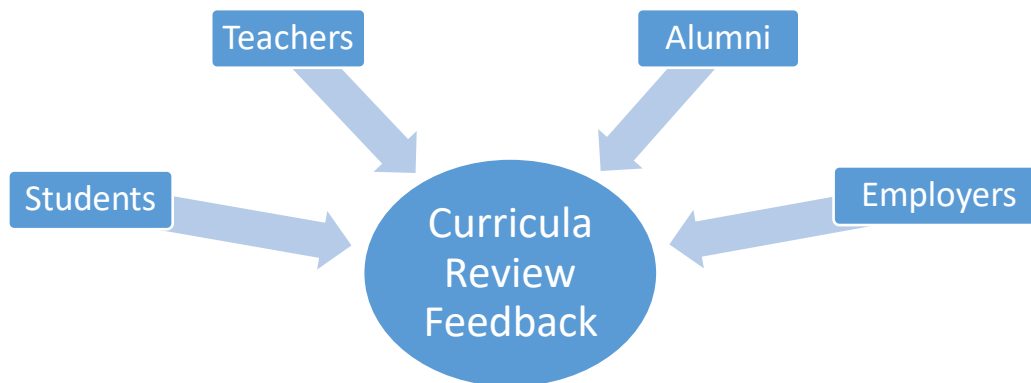 Teachers
Alumni
Students
Employers
Curricula
Review
Feedback